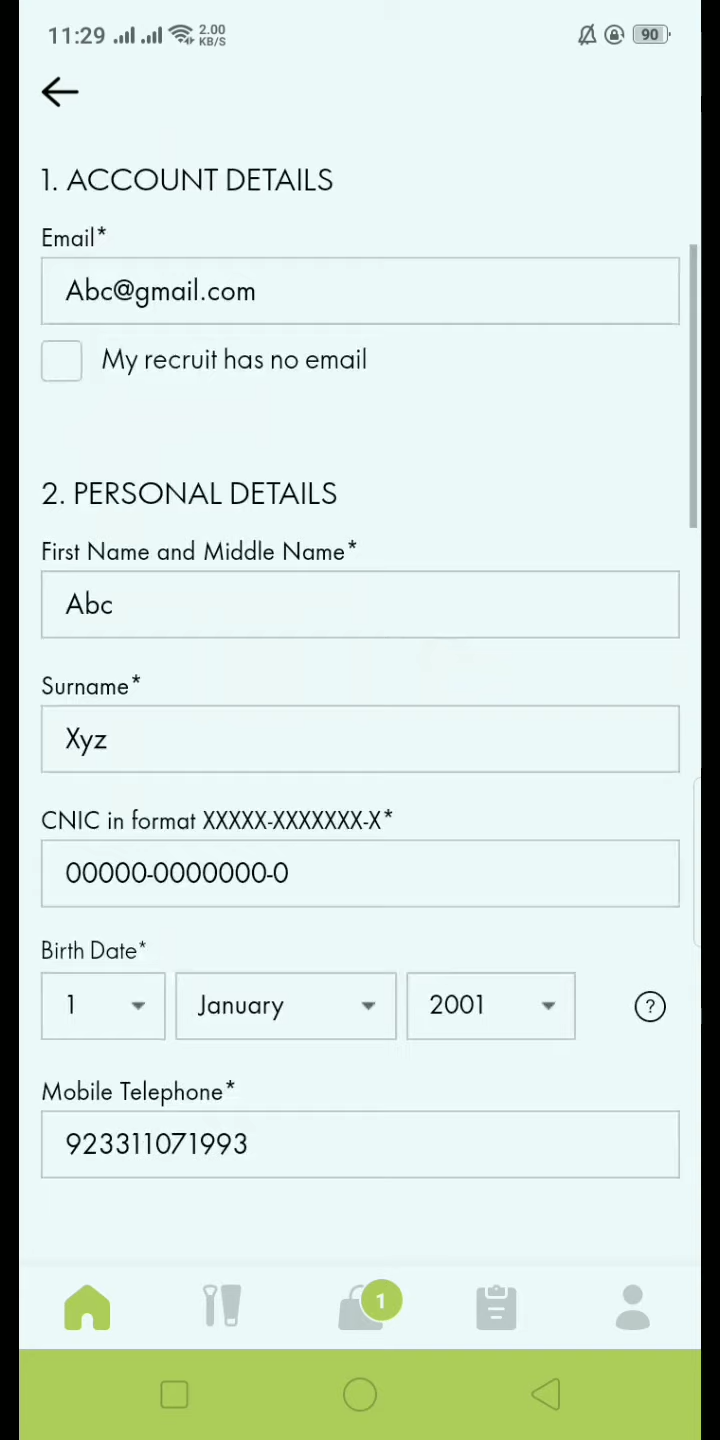 11:29 2.00 KB/S 90
1. ACCOUNT DETAILS
Email*
Abc@gmail.com
My recruit has no email
2. PERSONAL DETAILS
First Name and Middle Name*
Abc
Surname*
Xyz
CNIC in format XXXXX-XXXXXXX-X*
00000-0000000-0
Birth Date*
1 January 2001 ?
Mobile Telephone*
923311071993
1